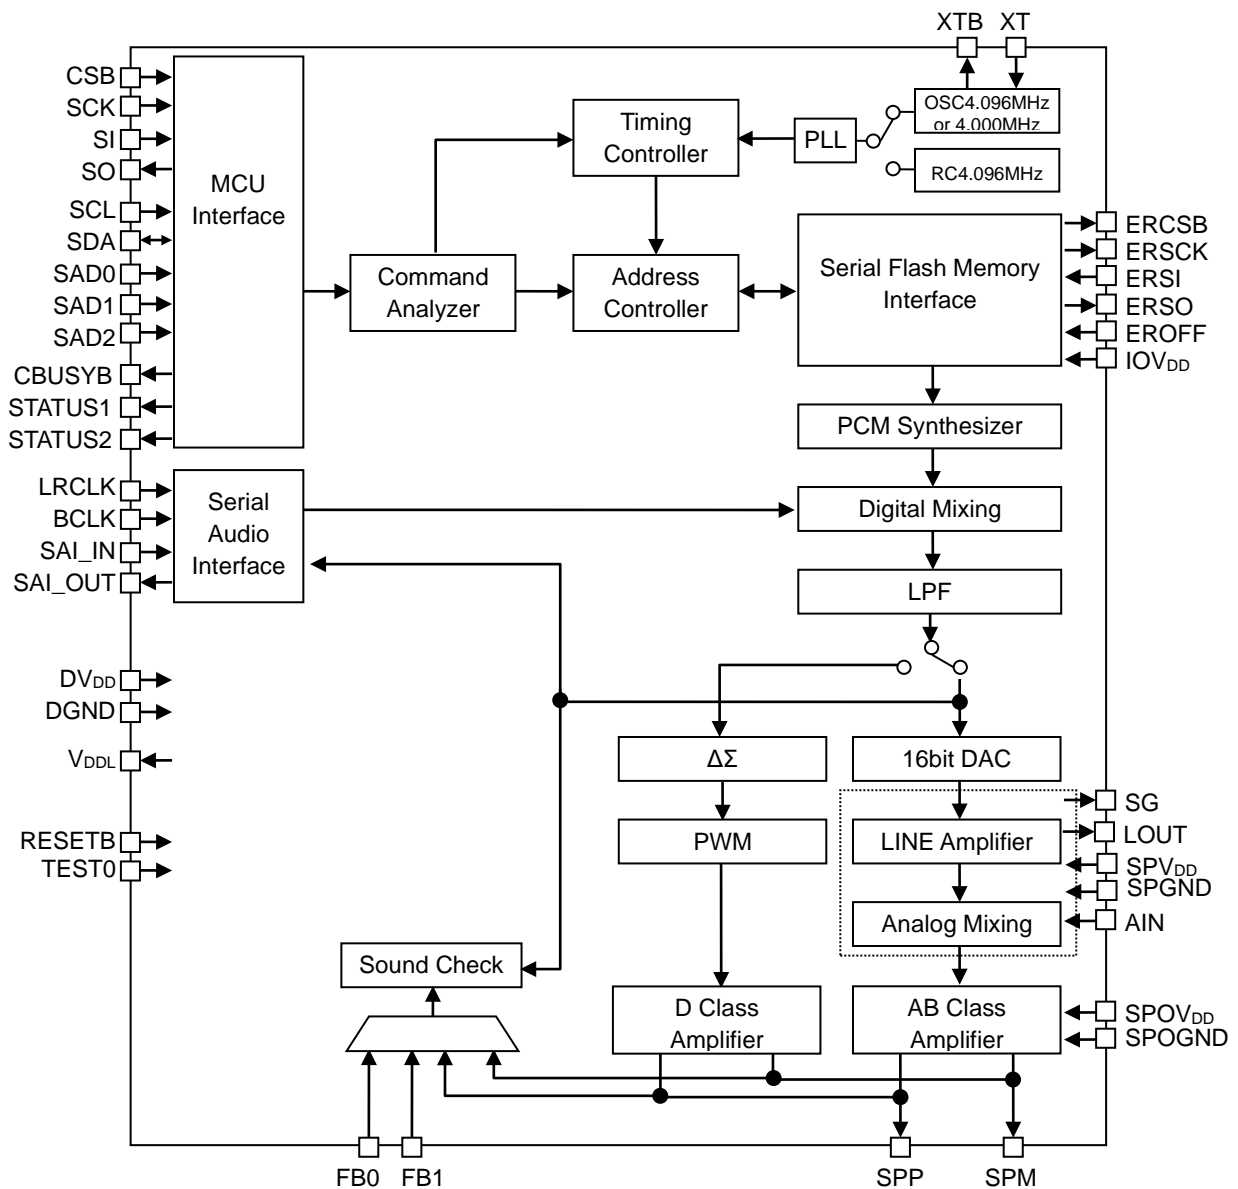 XTB XT
CSB
SCK
SI
SO
SCL
SDA
SAD0
SAD1
SAD2
CBUSYB
STATUS1
STATUS2
MCU
Interface
Timing
Controller
PLL
OSC4.096MHz
or 4.000MHz
RC4.096MHz
Command
Analyzer
Address
Controller
Serial Flash Memory
Interface
ERCSB
ERSCK
ERSI
ERSO
EROFF
IOVDD
PCM Synthesizer
LRCLK
BCLK
SAI_IN
SAI_OUT
Serial
Audio
Interface
Digital Mixing
LPF
DVDD
DGND
VDDL
RESETB
TEST0
ΔΣ
16bit DAC
PWM
LINE Amplifier
Analog Mixing
SG
LOUT
SPVDD
SPGND
AIN
Sound Check
D Class
Amplifier
AB Class
Amplifier
SPOVDD
SPOGND
FB0 FB1
SPP SPM